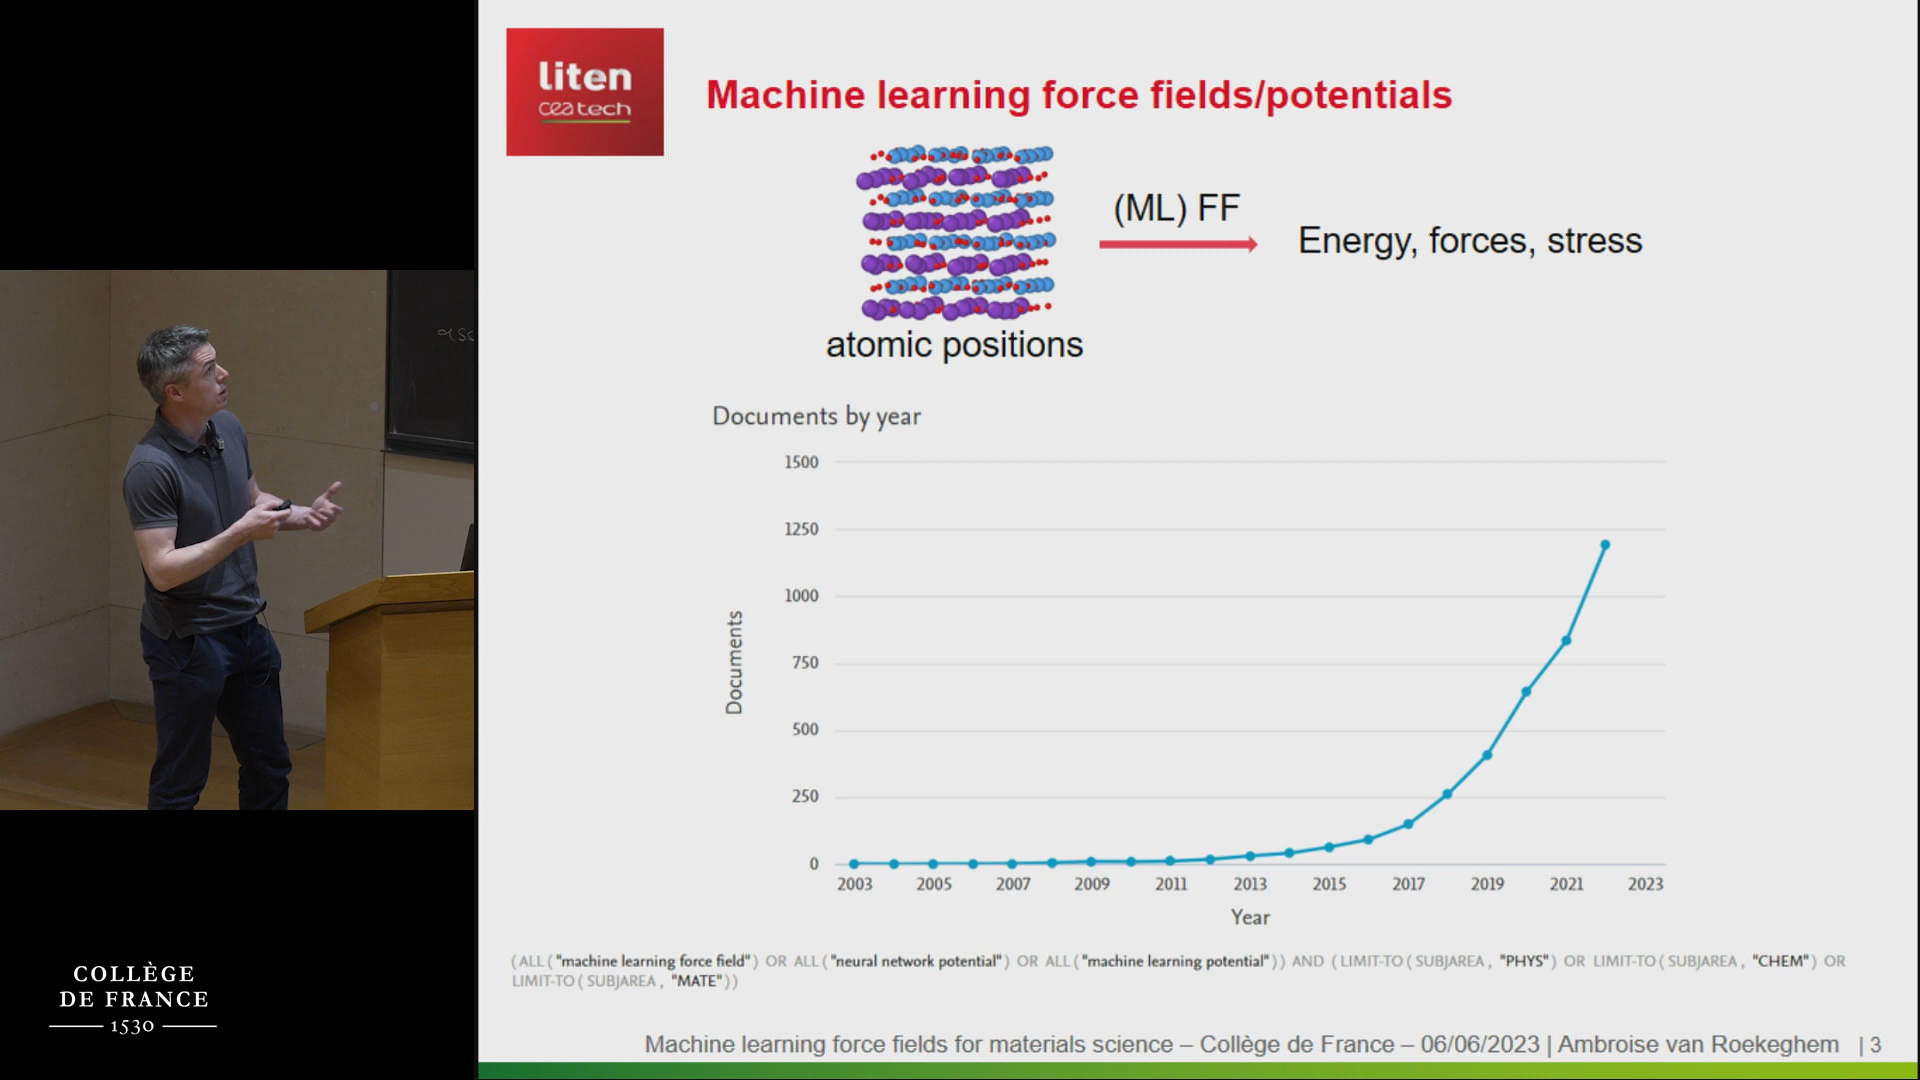 liten
ceatech
Machine learning force fields/potentials
(ML) FF
Energy, forces, stress
atomic positions
Documents by year
1500
1250
1000
750
500
250
0
Documents
2003 2005 2007 2009 2011 2013 2015 2017 2019 2021 2023
Year
(ALL("machine learning force field") OR ALL("neural network potential") OR ALL("machine learning potential")) AND (LIMIT-TO(SUBJAREA, "PHYS") OR LIMIT-TO(SUBJAREA, "CHEM") OR
LIMIT-TO(SUBJAREA, "MATE"))
Machine learning force fields for materials science – Collège de France – 06/06/2023 | Ambroise van Roekeghem | 3
COLLÈGE
DE FRANCE
1530